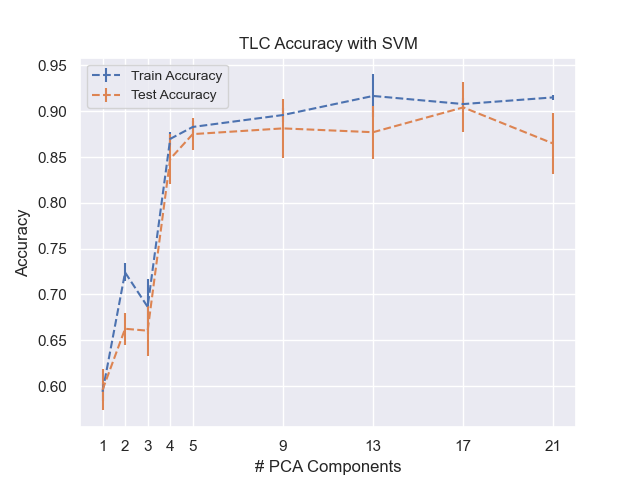 TLC Accuracy with SVM
Train Accuracy
Test Accuracy
0.95
0.90
0.85
0.80
0.75
0.70
0.65
0.60
Accuracy
1 2 3 4 5 9 13 17 21
# PCA Components